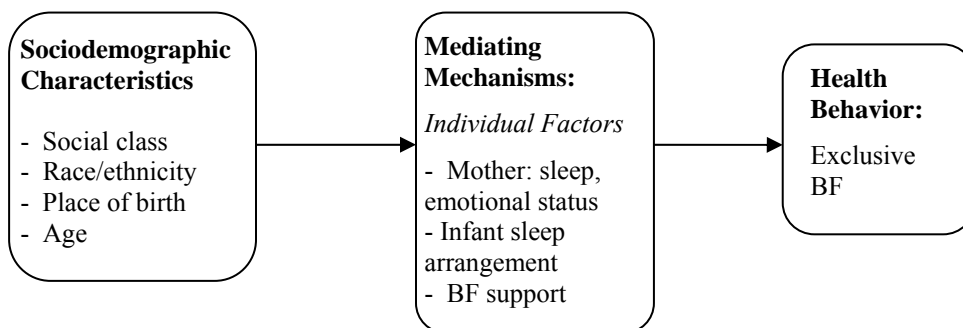 Sociodemographic
Characteristics
- Social class
- Race/ethnicity
- Place of birth
- Age
Mediating
Mechanisms:
Individual Factors
- Mother: sleep,
emotional status
- Infant sleep
arrangement
- BF support
Health
Behavior:
Exclusive
BF